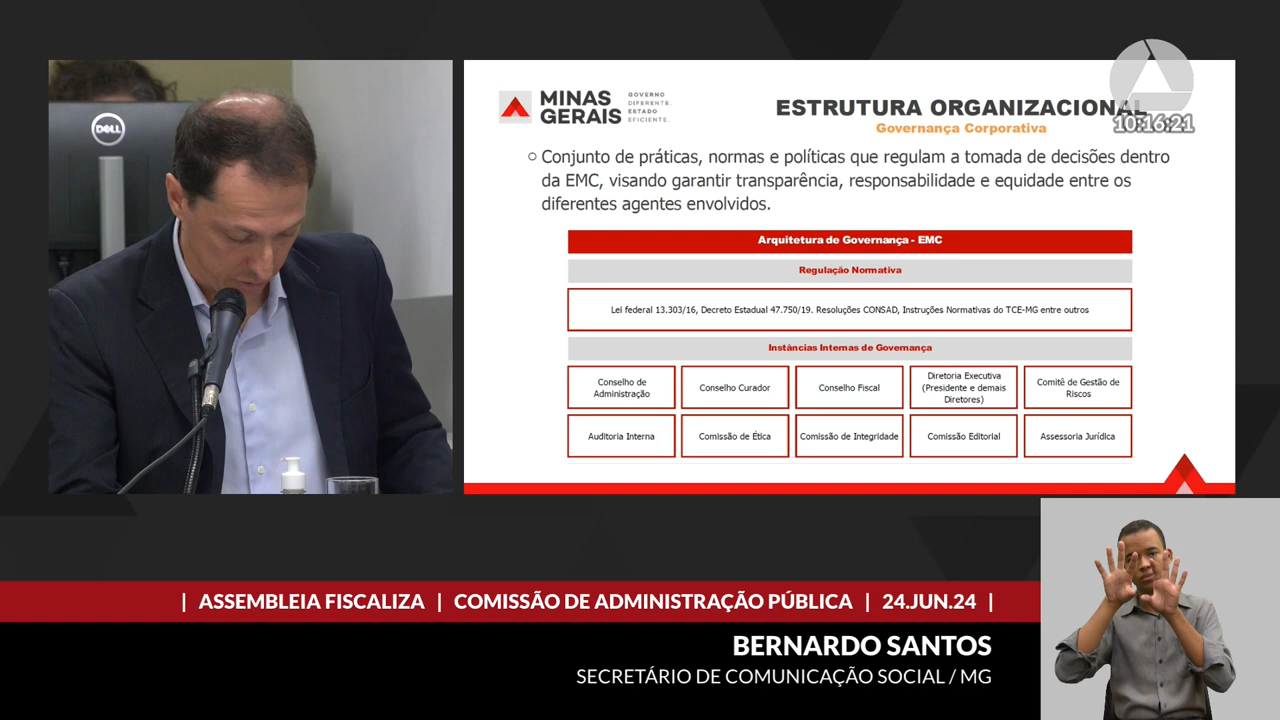 DELL
MINAS
GERAIS
GOVERNO
DIFERENTE.
ESTADO
EFICIENTE.
ESTRUTURA ORGANIZACIONAL
Governança Corporativa
10:16:21
Conjunto de práticas, normas e políticas que regulam a tomada de decisões dentro
da EMC, visando garantir transparência, responsabilidade e equidade entre os
diferentes agentes envolvidos.
Arquitetura de Governança - EMC
Regulação Normativa
Lei federal 13.303/16, Decreto Estadual 47.750/19. Resoluções CONSAD, Instruções Normativas do TCE-MG entre outros
Instâncias Internas de Governança
Conselho de
Administração
Conselho Curador
Conselho Fiscal
Diretoria Executiva
(Presidente e demais
Diretores)
Comitê de Gestão de
Riscos
Auditoria Interna
Comissão de Ética
Comissão de Integridade
Comissão Editorial
Assessoria Jurídica
| ASSEMBLEIA FISCALIZA | COMISSÃO DE ADMINISTRAÇÃO PÚBLICA | 24.JUN.24 |
BERNARDO SANTOS
SECRETÁRIO DE COMUNICAÇÃO SOCIAL / MG